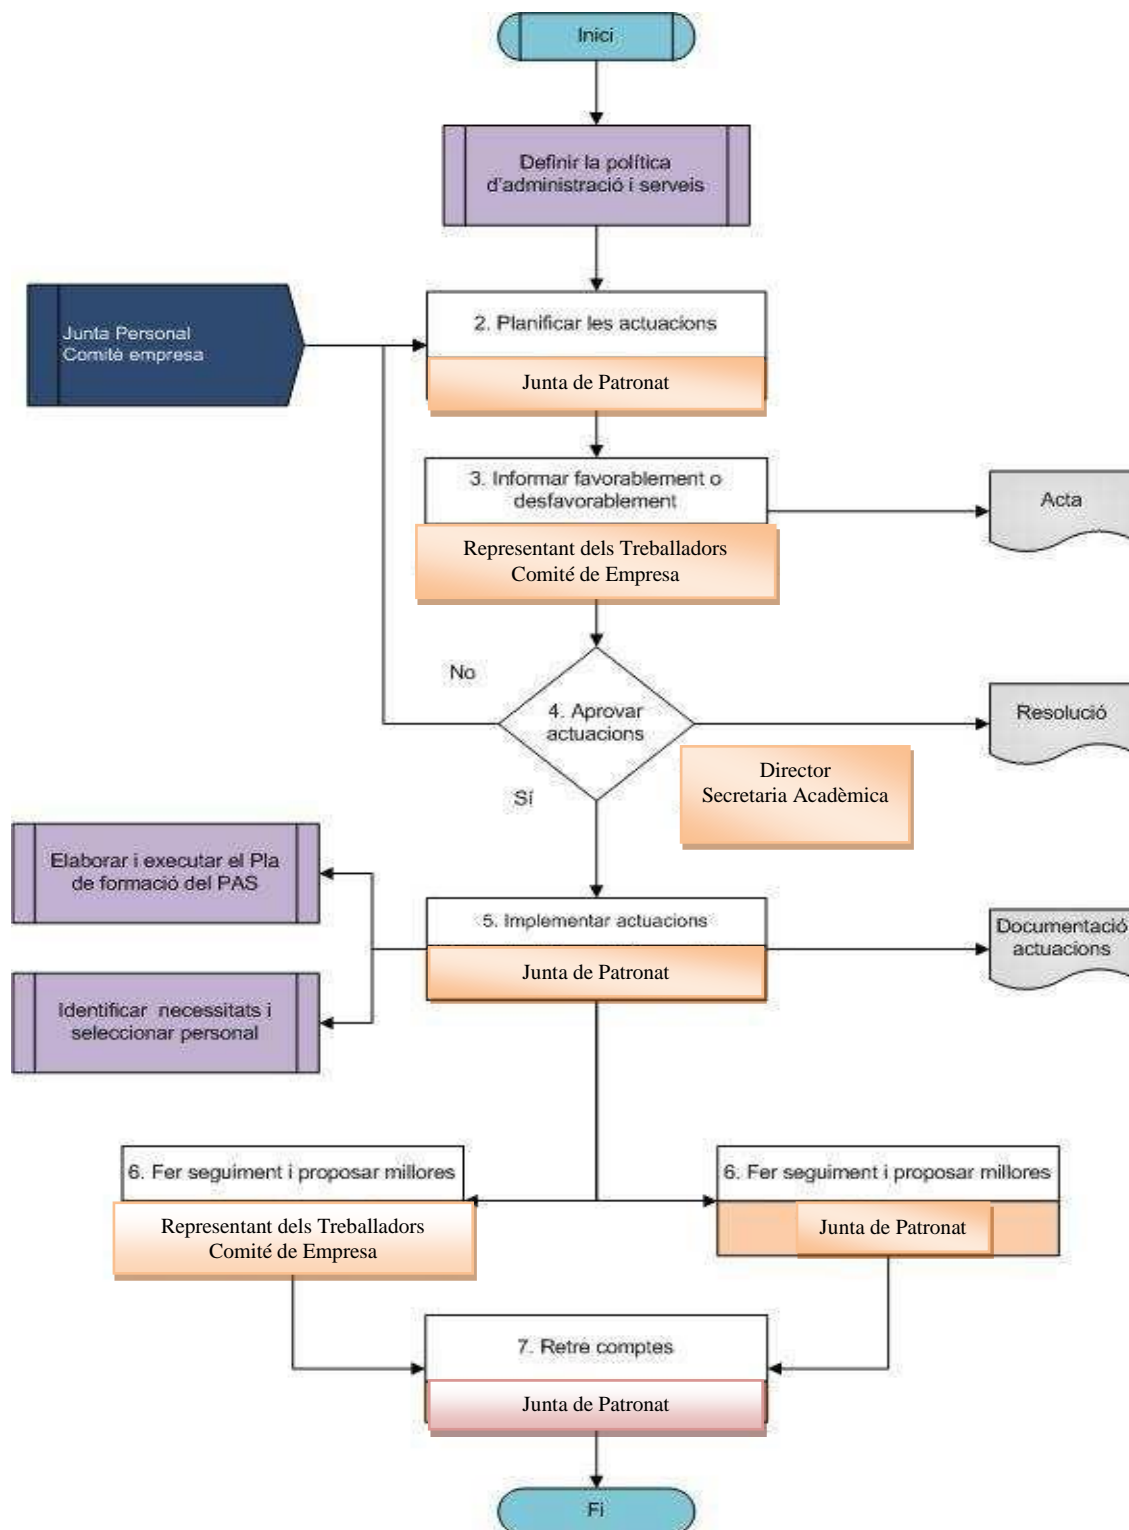 Inici
Definir la política
d'administració i serveis
Junta Personal
Comité empresa
2. Planificar les actuacions
Junta de Patronat
3. Informar favorablement o
desfavorablement
Representant dels Treballadors
Comité de Empresa
Acta
No
4. Aprovar
actuacions
Resolució
Director
Secretaria Acadèmica
Sí
Elaborar i executar el Pla
de formació del PAS
5. Implementar actuacions
Junta de Patronat
Documentació
actuacions
Identificar necessitats i
seleccionar personal
6. Fer seguiment i proposar millores
Representant dels Treballadors
Comité de Empresa
6. Fer seguiment i proposar millores
Junta de Patronat
7. Retre comptes
Junta de Patronat
Fi